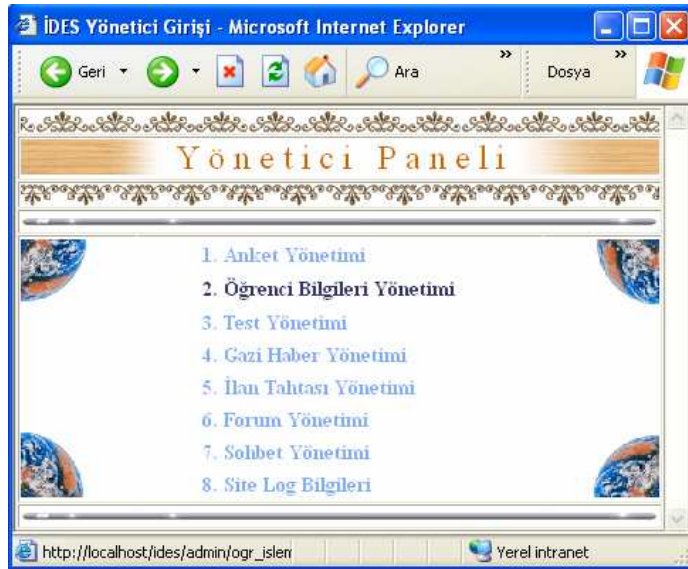 İDES Yönetici Girişi - Microsoft Internet Explorer
Geri Ara » Dosya »
Yönetici Paneli
1. Anket Yönetimi
2. Öğrenci Bilgileri Yönetimi
3. Test Yönetimi
4. Gazi Haber Yönetimi
5. İlan Tahtası Yönetimi
6. Forum Yönetimi
7. Sohbet Yönetimi
8. Site Log Bilgileri
http://localhost/ides/admin/ogr_islem Yerel intranet